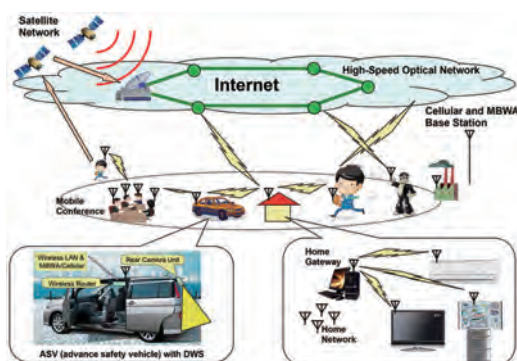 Satellite
Network
High-Speed Optical Network
Internet
Cellular and MBWA
Base Station
Mobile
Conference
Wireless LAN &
MBWA/Cellular
Rear Camera Unit
Wireless Router
ASV (advance safety vehicle) with DWS
Home
Gateway
Home
Network